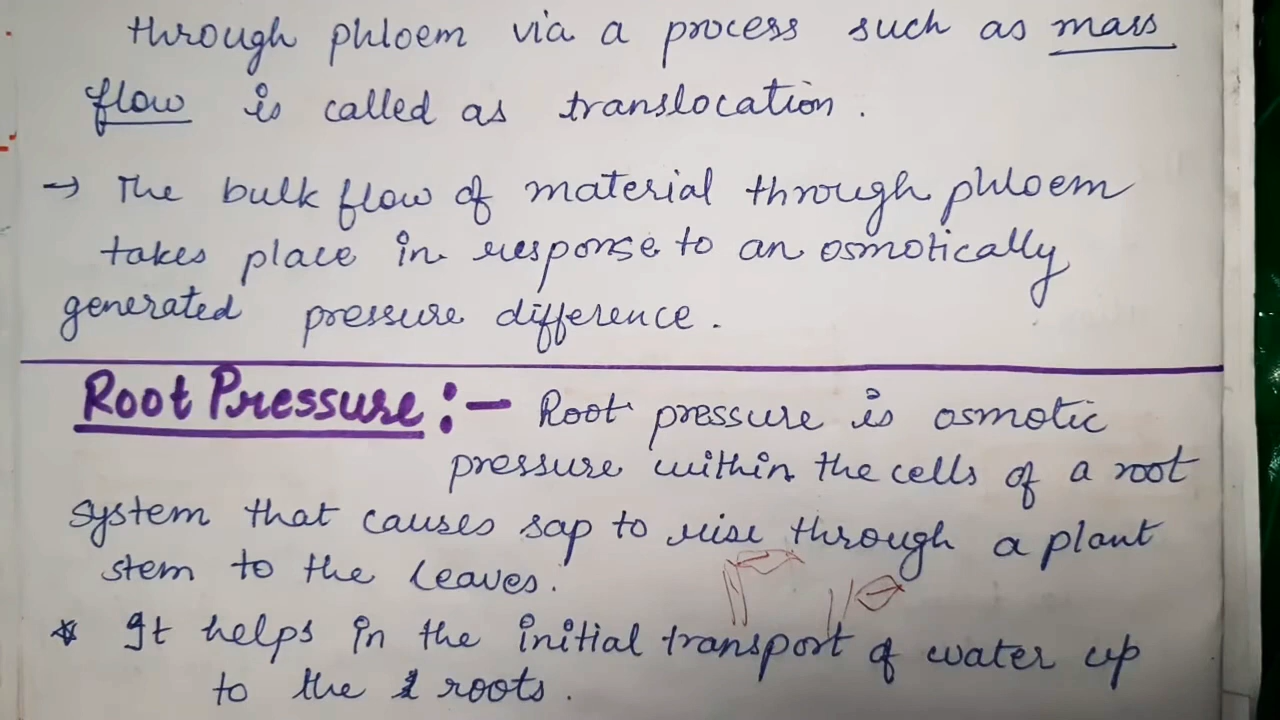 through phloem via a process such as mass
flow is called as translocation.
→ The bulk flow of material through phloem
takes place in response to an osmotically
generated pressure difference.
Root Pressure :- Root pressure is osmotic
pressure within the cells of a root
system that causes sap to rise through a plant
stem to the leaves.
* It helps in the initial transport of water up
to the roots.